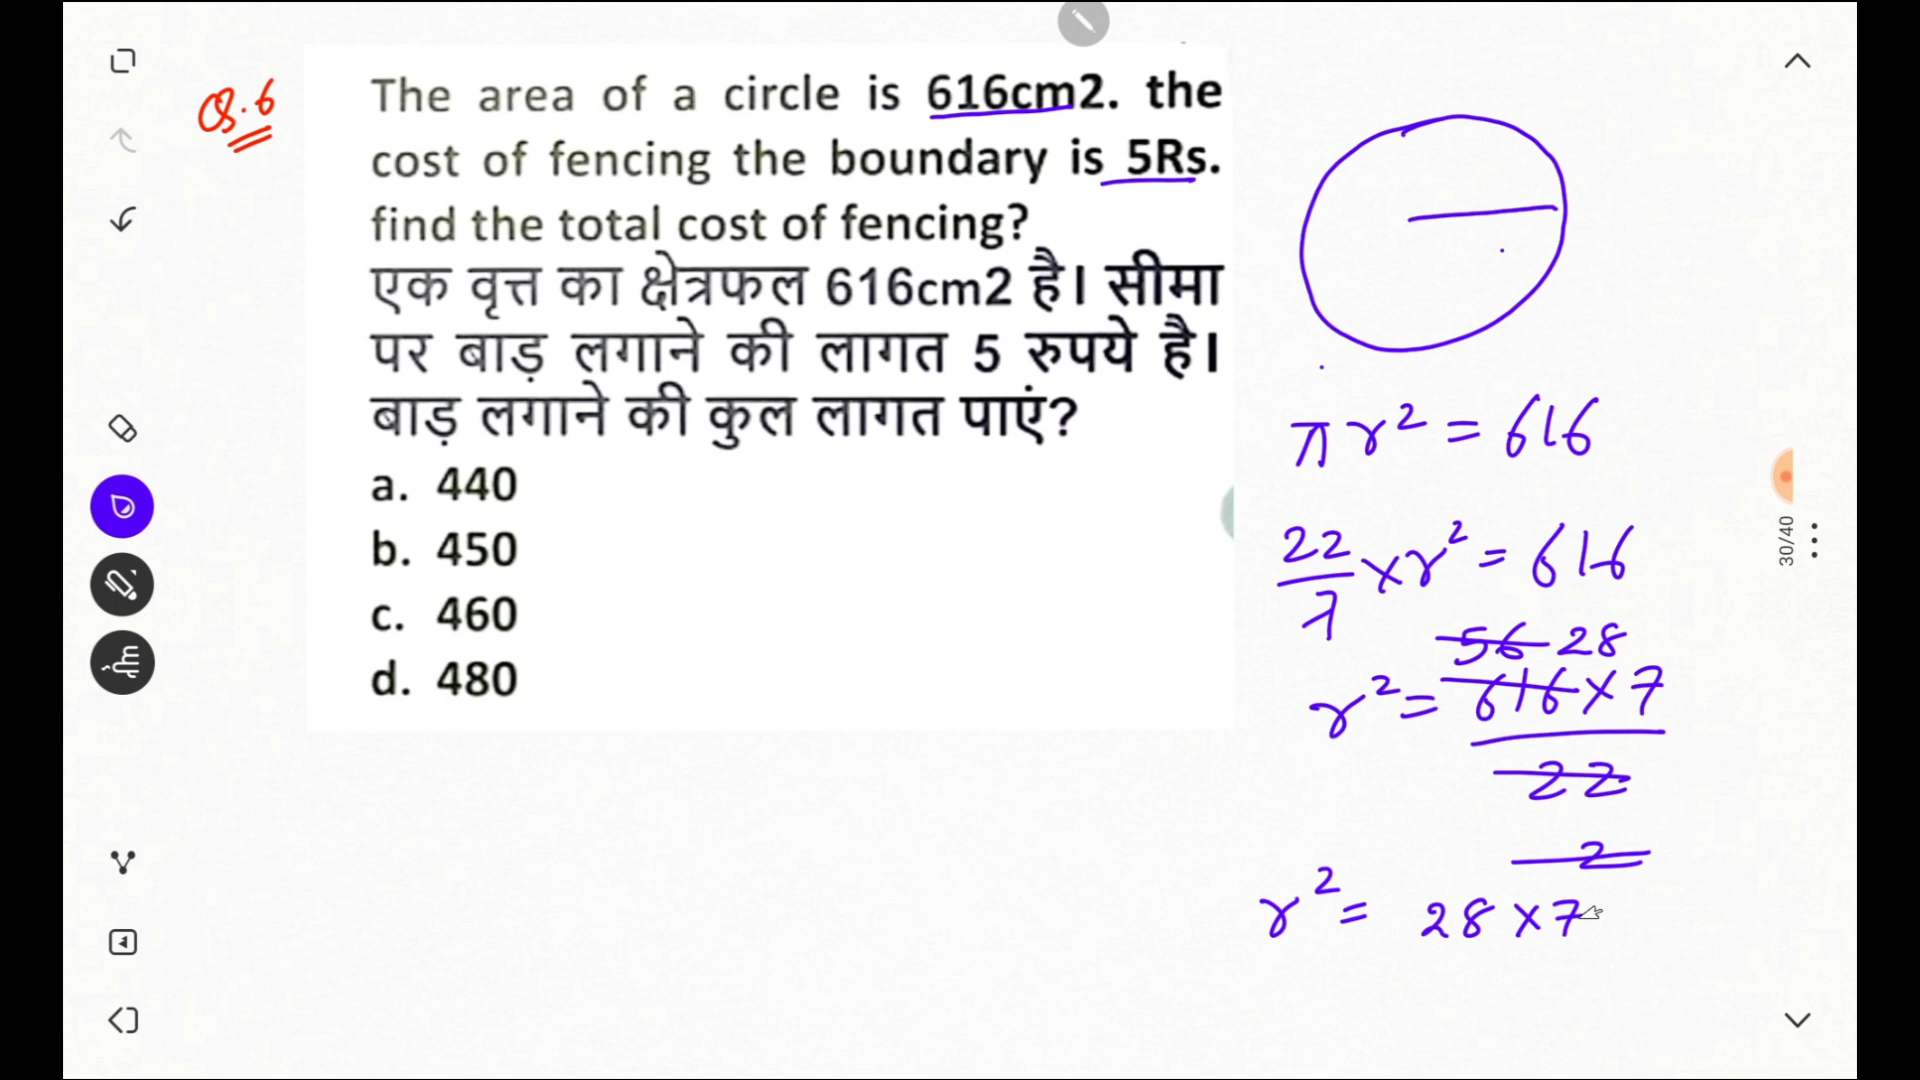 Q.6
The area of a circle is 616cm2. the
cost of fencing the boundary is 5Rs.
find the total cost of fencing?
एक वृत्त का क्षेत्रफल 616cm2 है। सीमा
पर बाड़ लगाने की लागत 5 रुपये है।
बाड़ लगाने की कुल लागत पाएं?
a. 440
b. 450
c. 460
d. 480
πr² = 616
22/7 × r² = 616
56 28
r² = 616 × 7
22
2
r² = 28 × 7
30/40